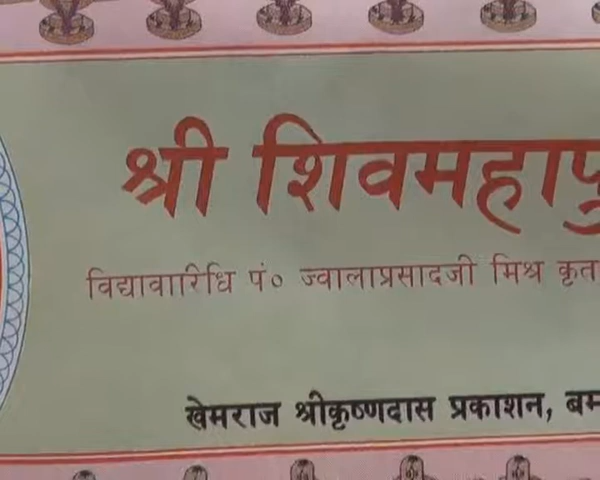 श्री शिवमहापु
विद्यावारिधि पं० ज्वालाप्रसादजी मिश्र कृत
खेमराज श्रीकृष्णदास प्रकाशन, बम